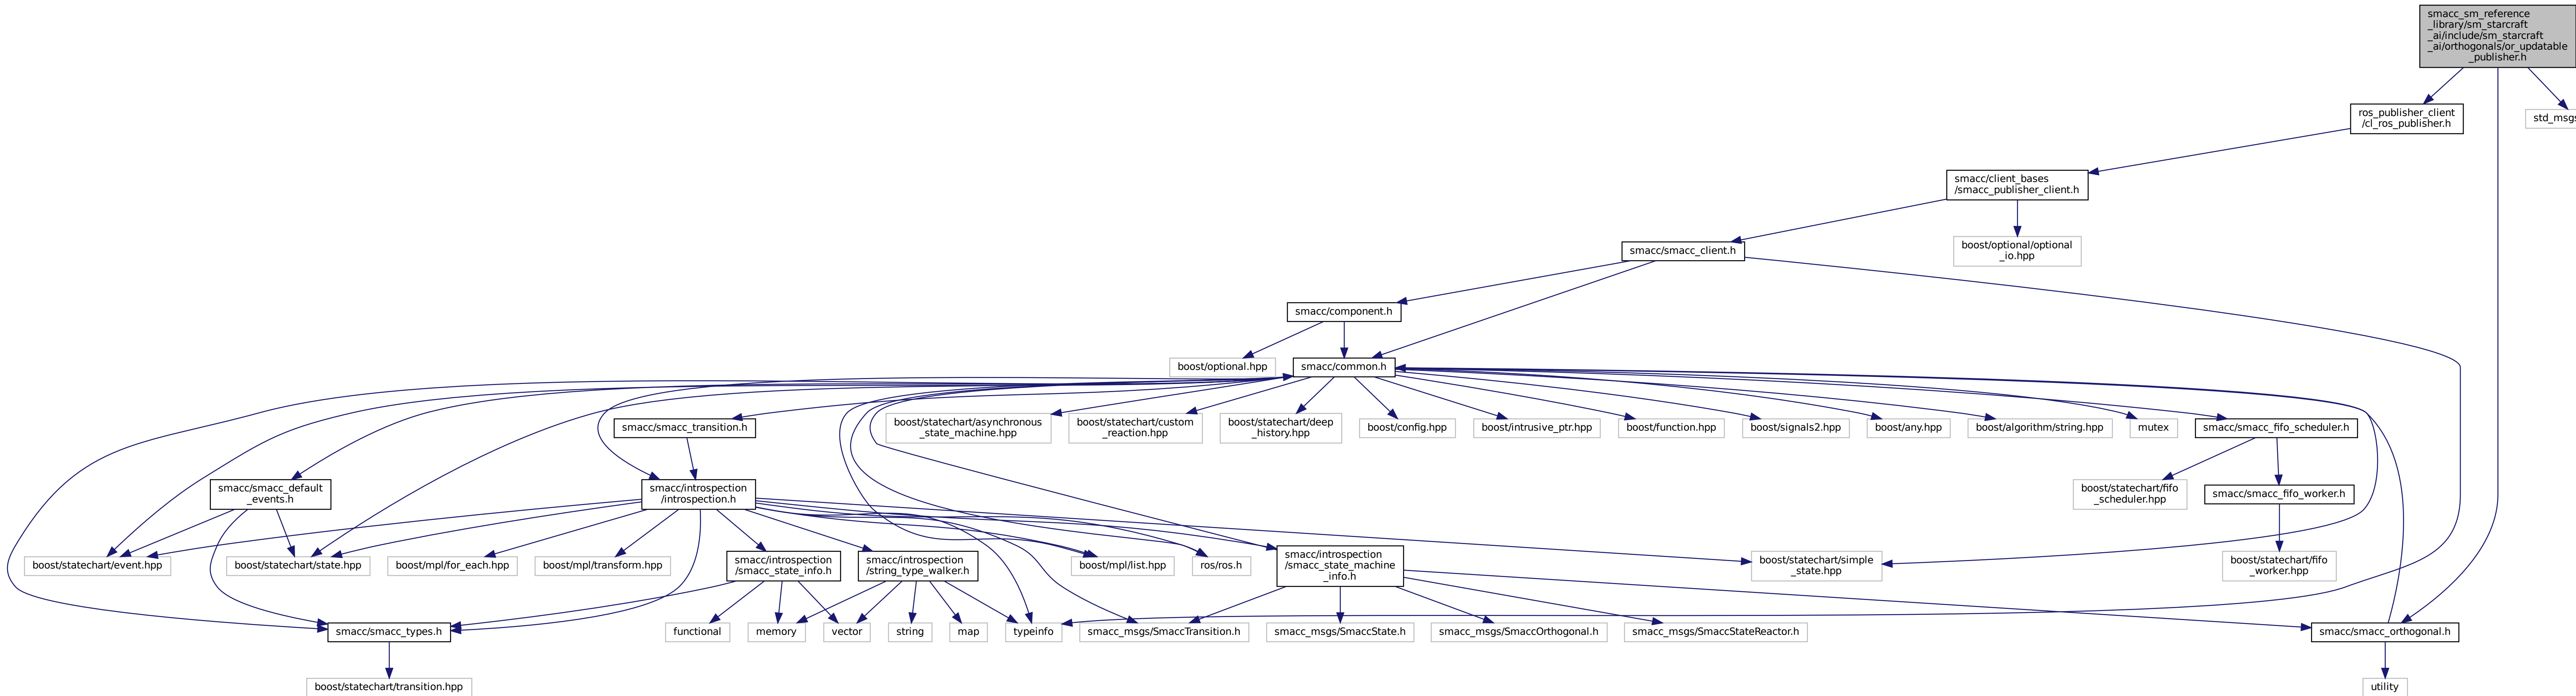 smacc_sm_reference
_library/sm_starcraft
_ai/include/sm_starcraft
_ai/orthogonals/or_updatable
_publisher.h
ros_publisher_client
/cl_ros_publisher.h
std_msgs
smacc/client_bases
/smacc_publisher_client.h
smacc/smacc_client.h
boost/optional/optional
_io.hpp
smacc/component.h
boost/optional.hpp
smacc/common.h
smacc/smacc_transition.h
boost/statechart/asynchronous
_state_machine.hpp
boost/statechart/custom
_reaction.hpp
boost/statechart/deep
_history.hpp
boost/config.hpp
boost/intrusive_ptr.hpp
boost/function.hpp
boost/signals2.hpp
boost/any.hpp
boost/algorithm/string.hpp
mutex
smacc/smacc_fifo_scheduler.h
smacc/smacc_default
_events.h
smacc/introspection
/introspection.h
boost/statechart/fifo
_scheduler.hpp
smacc/smacc_fifo_worker.h
boost/statechart/event.hpp
boost/statechart/state.hpp
boost/mpl/for_each.hpp
boost/mpl/transform.hpp
smacc/introspection
/smacc_state_info.h
smacc/introspection
/string_type_walker.h
boost/mpl/list.hpp
ros/ros.h
smacc/introspection
/smacc_state_machine
_info.h
boost/statechart/simple
_state.hpp
boost/statechart/fifo
_worker.hpp
smacc/smacc_types.h
functional
memory
vector
string
map
typeinfo
smacc_msgs/SmaccTransition.h
smacc_msgs/SmaccState.h
smacc_msgs/SmaccOrthogonal.h
smacc_msgs/SmaccStateReactor.h
smacc/smacc_orthogonal.h
boost/statechart/transition.hpp
utility